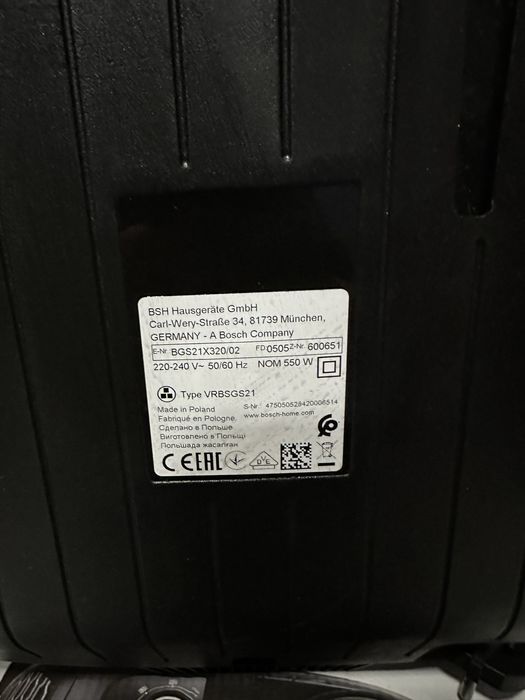 BSH Hausgeräte GmbH
Carl-Wery-Straße 34, 81739 München,
GERMANY - A Bosch Company
E-Nr. BGS21X320/02 FD 0505 Z-Nr. 600651
220-240 V~ 50/60 Hz NOM 550 W
Type VRBSGS21
Made in Poland S-Nr.: 475050528420006514
Fabriqué en Pologne www.bosch-home.com
Сделано в Польше
Виготовлено в Польщі
Польшада жасалған
CE EAC DVE